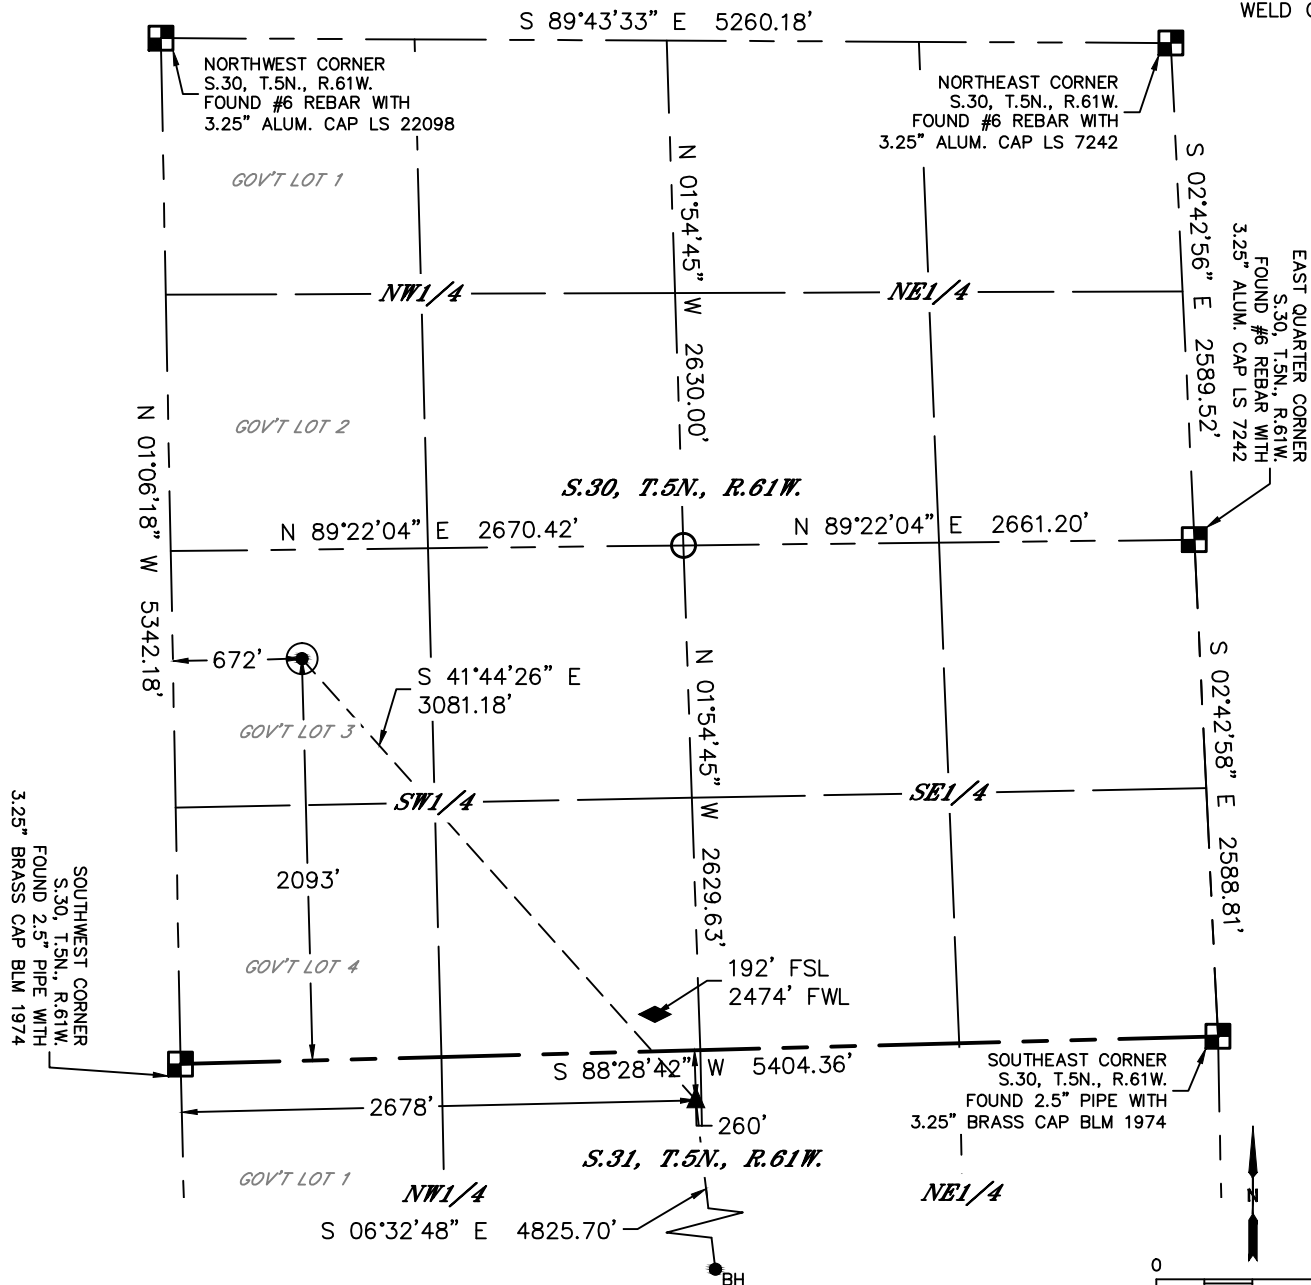 WELD
S 89°43'33" E 5260.18'
NORTHWEST CORNER
S.30, T.5N., R.61W.
FOUND #6 REBAR WITH
3.25" ALUM. CAP LS 22098
NORTHEAST CORNER
S.30, T.5N., R.61W.
FOUND #6 REBAR WITH
3.25" ALUM. CAP LS 7242
GOV'T LOT 1
N 01°54'45" W 2630.00'
S 02°42'56" E 2589.52'
EAST QUARTER CORNER
S.30, T.5N., R.61W.
FOUND #6 REBAR WITH
3.25" ALUM. CAP LS 7242
NW1/4
NE1/4
GOV'T LOT 2
N 01°06'18" W 5342.18'
S.30, T.5N., R.61W.
N 89°22'04" E 2670.42'
N 89°22'04" E 2661.20'
672'
S 41°44'26" E
3081.18'
GOV'T LOT 3
N 01°54'45" W 2629.63'
S 02°42'58" E 2588.81'
SW1/4
SE1/4
2093'
SOUTHWEST CORNER
S.30, T.5N., R.61W.
FOUND 2.5" PIPE WITH
3.25" BRASS CAP BLM 1974
GOV'T LOT 4
192' FSL
2474' FWL
S 88°28'42" W 5404.36'
SOUTHEAST CORNER
S.30, T.5N., R.61W.
FOUND 2.5" PIPE WITH
3.25" BRASS CAP BLM 1974
2678'
260'
S.31, T.5N., R.61W.
GOV'T LOT 1
NW1/4
NE1/4
N
S 06°32'48" E 4825.70'
BH
0